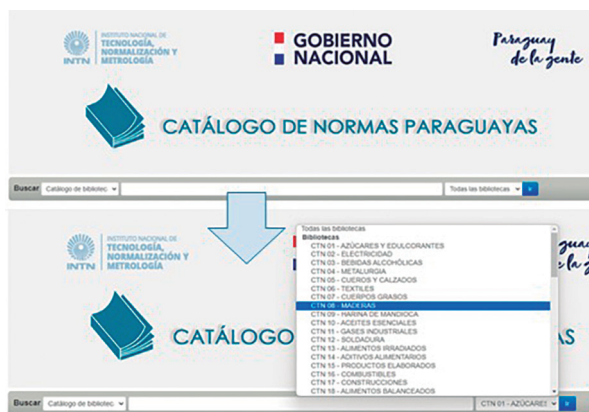 INSTITUTO NACIONAL DE
TECNOLOGÍA,
NORMALIZACIÓN Y
METROLOGÍA
INTN
GOBIERNO
NACIONAL
Paraguay
de la gente
CATÁLOGO DE NORMAS PARAGUAYAS
Buscar Catálogo de bibliotec Todas las bibliotecas
INSTITUTO NACIONAL DE
TECNOLOGÍA,
NORMALIZACIÓN Y
METROLOGÍA
INTN
Todas las bibliotecas
Bibliotecas
CTN 01 - AZÚCARES Y EDULCORANTES
CTN 02 - ELECTRICIDAD
CTN 03 - BEBIDAS ALCOHÓLICAS
CTN 04 - METALURGIA
CTN 05 - CUEROS Y CALZADOS
CTN 06 - TEXTILES
CTN 07 - CUERPOS GRASOS
CTN 08 - MADERAS
CTN 09 - HARINA DE MANDIOCA
CTN 10 - ACEITES ESENCIALES
CTN 11 - GASES INDUSTRIALES
CTN 12 - SOLDADURA
CTN 13 - ALIMENTOS IRRADIADOS
CTN 14 - ADITIVOS ALIMENTARIOS
CTN 15 - PRODUCTOS ELABORADOS
CTN 16 - COMBUSTIBLES
CTN 17 - CONSTRUCCIONES
CTN 18 - ALIMENTOS BALANCEADOS
CATÁLOGO AS
Buscar Catálogo de bibliotec CTN 01 - AZÚCARES